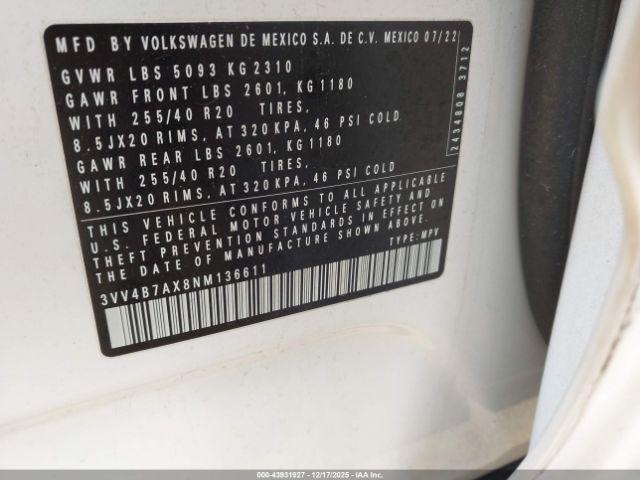 MFD BY VOLKSWAGEN DE MEXICO S.A. DE C.V. MEXICO 07/22
GVWR LBS 5093 KG 2310
GAWR FRONT LBS 2601, KG 1180
WITH 255/40 R20 TIRES.
8.5JX20 RIMS, AT 320 KPA, 46 PSI COLD
GAWR REAR LBS 2601, KG 1180
WITH 255/40 R20 TIRES.
8.5JX20 RIMS, AT 320 KPA, 46 PSI COLD
THIS VEHICLE CONFORMS TO ALL APPLICABLE
U.S. FEDERAL MOTOR VEHICLE SAFETY AND
THEFT PREVENTION STANDARDS IN EFFECT ON
THE DATE OF MANUFACTURE SHOWN ABOVE.
3VV4B7AX8NM136611
TYPE: MPV
2434808 3712
000-43931927 - 12/17/2025 - IAAI.COM